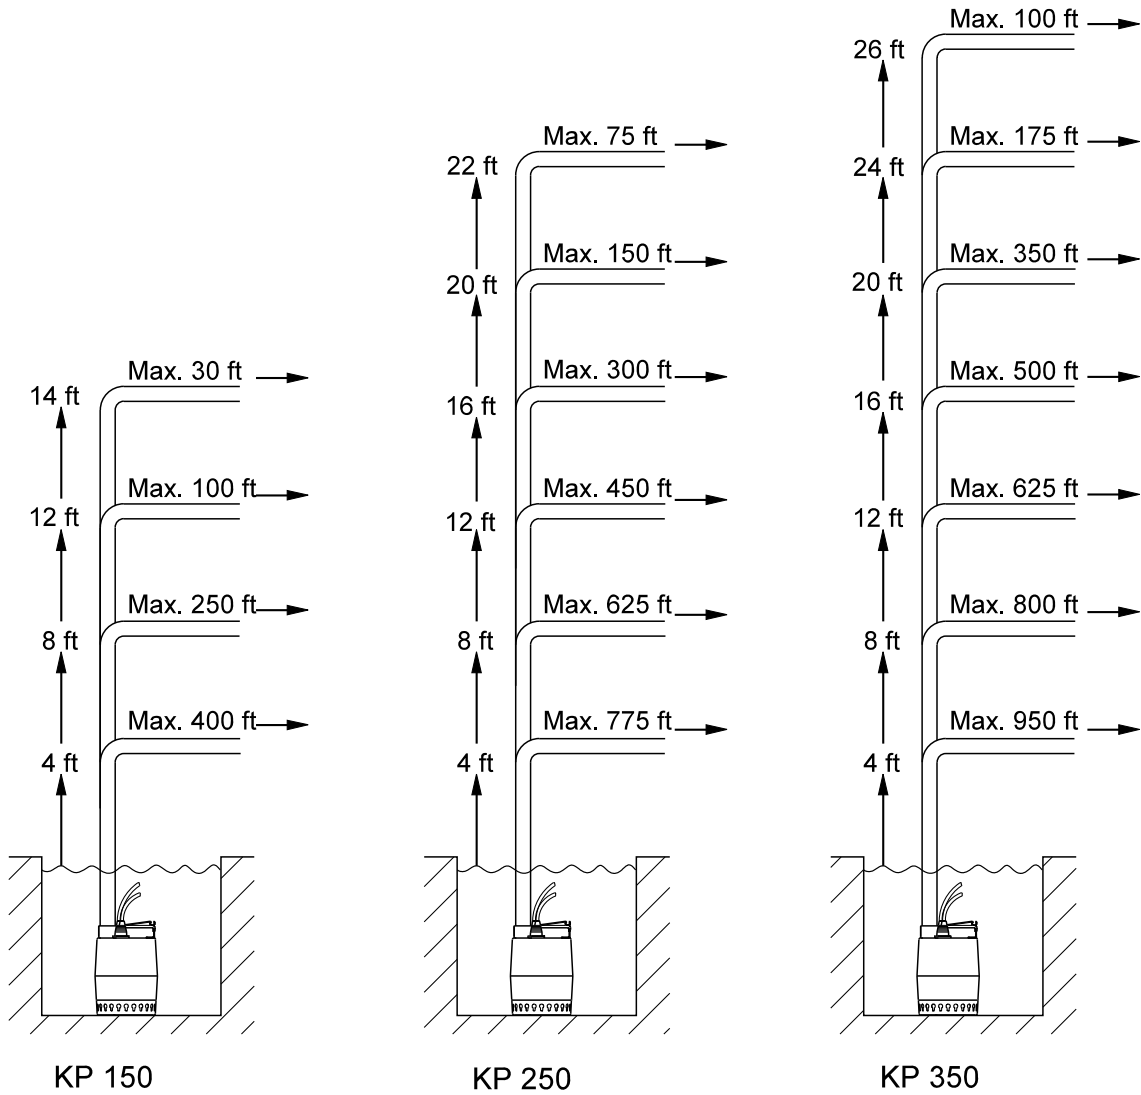 Max. 30 ft
14 ft
Max. 100 ft
12 ft
Max. 250 ft
8 ft
Max. 400 ft
4 ft
KP 150
Max. 75 ft
22 ft
Max. 150 ft
20 ft
Max. 300 ft
16 ft
Max. 450 ft
12 ft
Max. 625 ft
8 ft
Max. 775 ft
4 ft
KP 250
Max. 100 ft
26 ft
Max. 175 ft
24 ft
Max. 350 ft
20 ft
Max. 500 ft
16 ft
Max. 625 ft
12 ft
Max. 800 ft
8 ft
Max. 950 ft
4 ft
KP 350